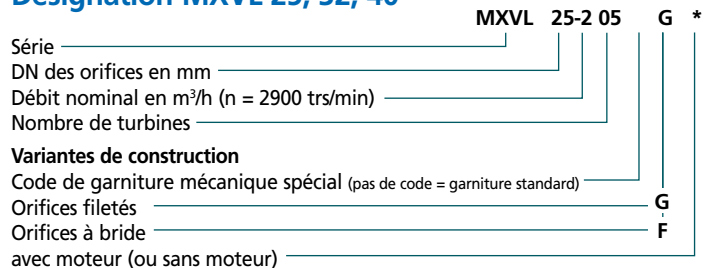 Désignation MXVL 25, 32, 40
MXVL 25-2 05 G *
Série
DN des orifices en mm
Débit nominal en m³/h (n = 2900 trs/min)
Nombre de turbines
Variantes de construction
Code de garniture mécanique spécial (pas de code = garniture standard)
Orifices filetés G
Orifices à bride F
avec moteur (ou sans moteur)